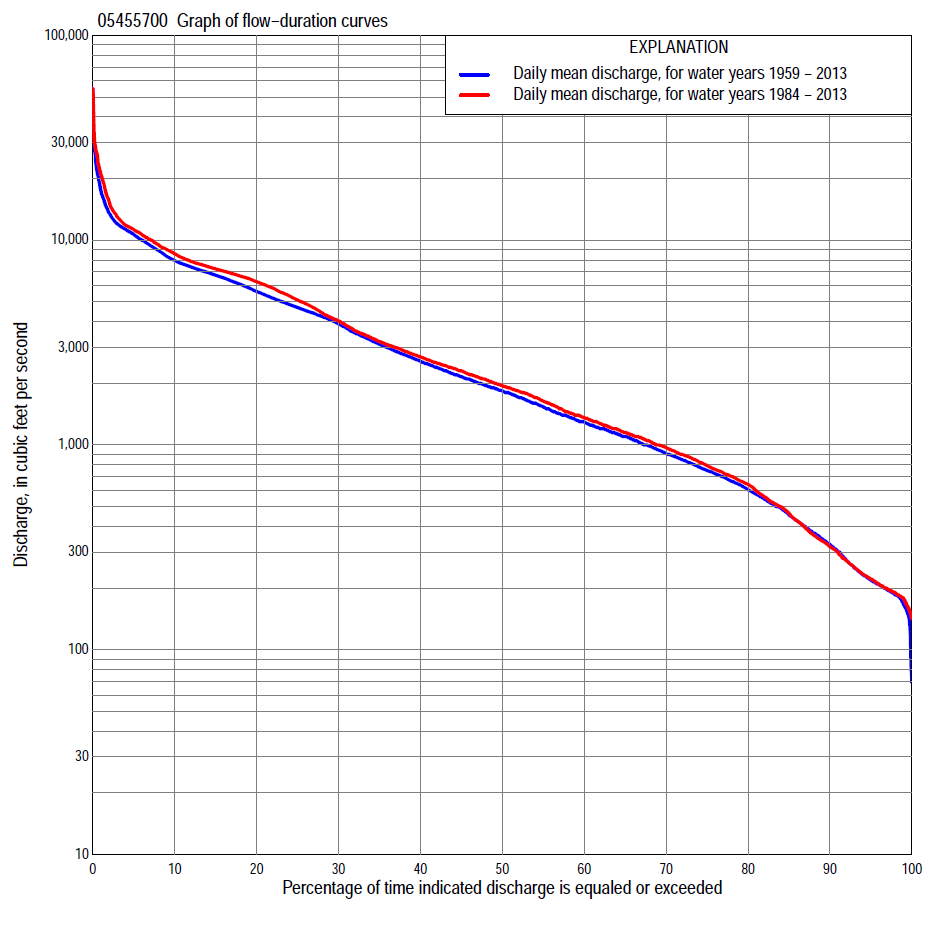 05455700 Graph of flow−duration curves
EXPLANATION
Daily mean discharge, for water years 1959 − 2013
Daily mean discharge, for water years 1984 − 2013
100,000
30,000
10,000
3,000
1,000
300
100
30
10
Discharge, in cubic feet per second
0 10 20 30 40 50 60 70 80 90 100
Percentage of time indicated discharge is equaled or exceeded